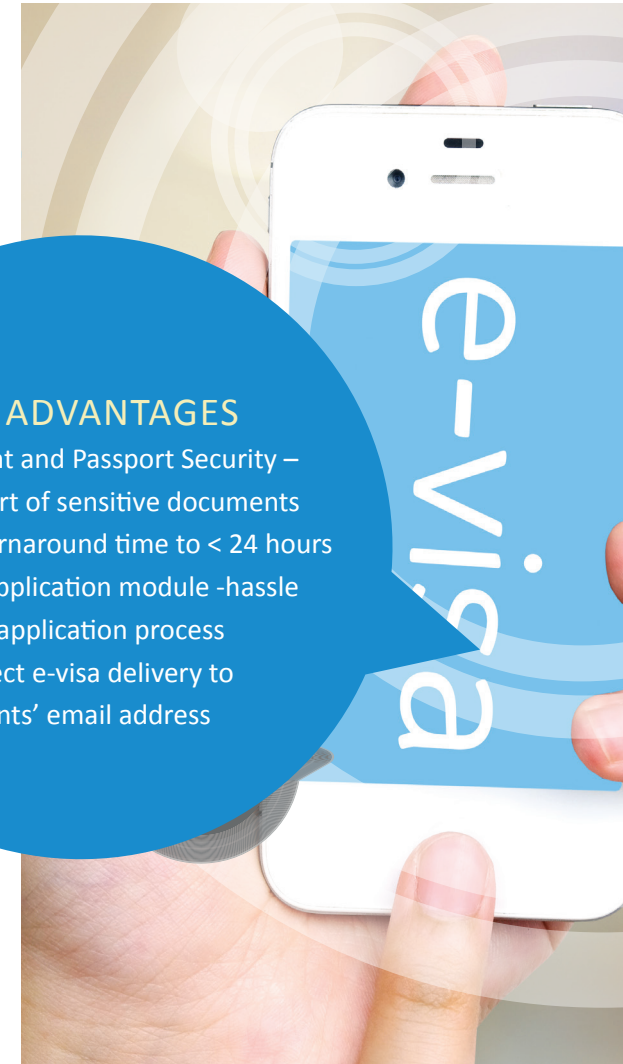 ADVANTAGES
nt and Passport Security –
rt of sensitive documents
rnaround time to < 24 hours
pplication module -hassle
application process
ect e-visa delivery to
nts’ email address
e-visa